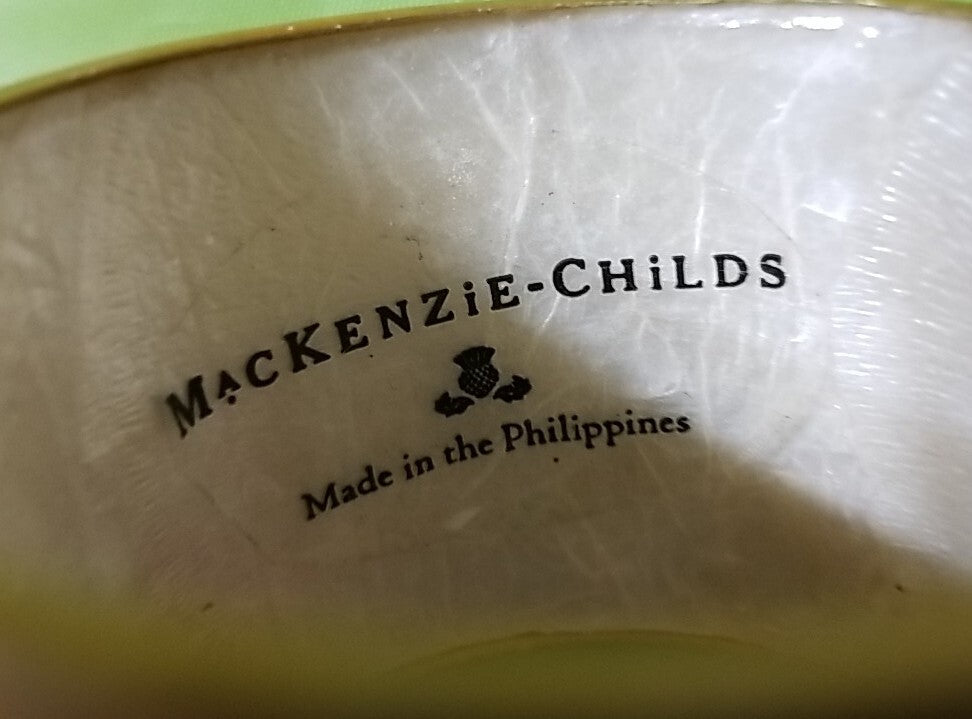 MACKENZiE-CHiLDS
Made in the Philippines